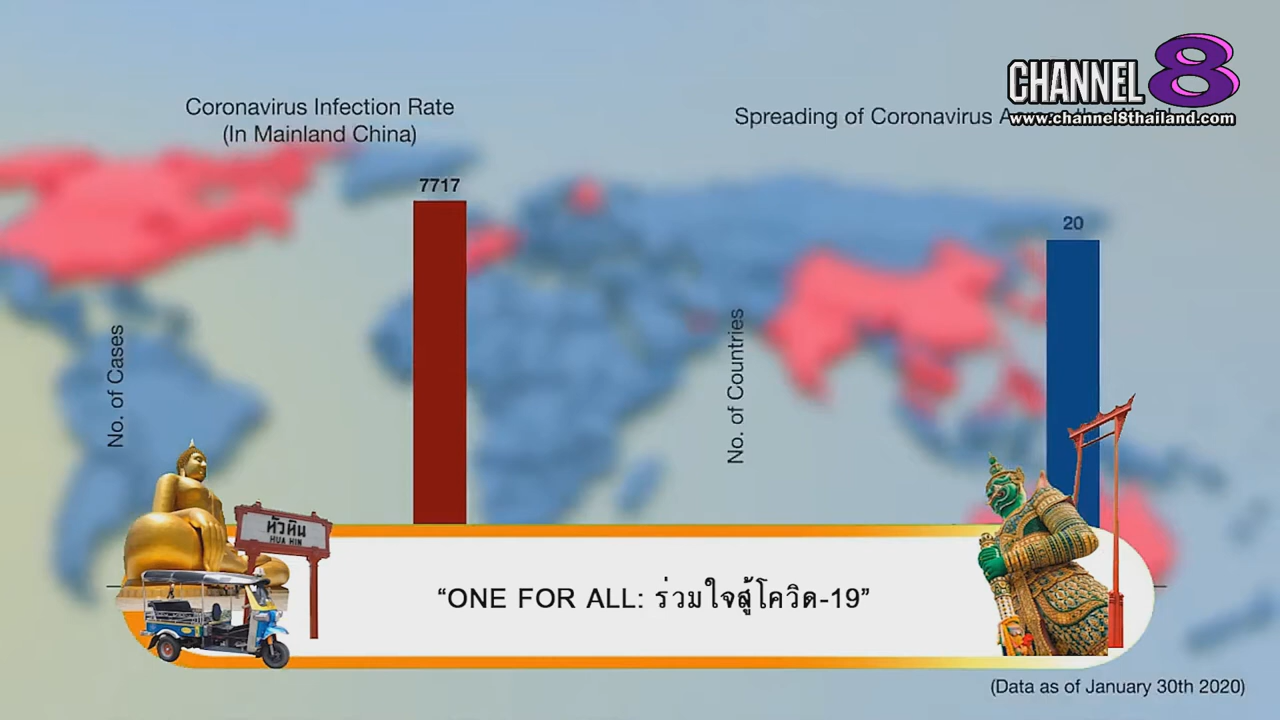 CHANNEL 8
www.channel8thailand.com
Coronavirus Infection Rate
(In Mainland China)
Spreading of Coronavirus
7717
20
No. of Cases
No. of Countries
หัวหิน
HUA HIN
“ONE FOR ALL: ร่วมใจสู้โควิด-19”
(Data as of January 30th 2020)